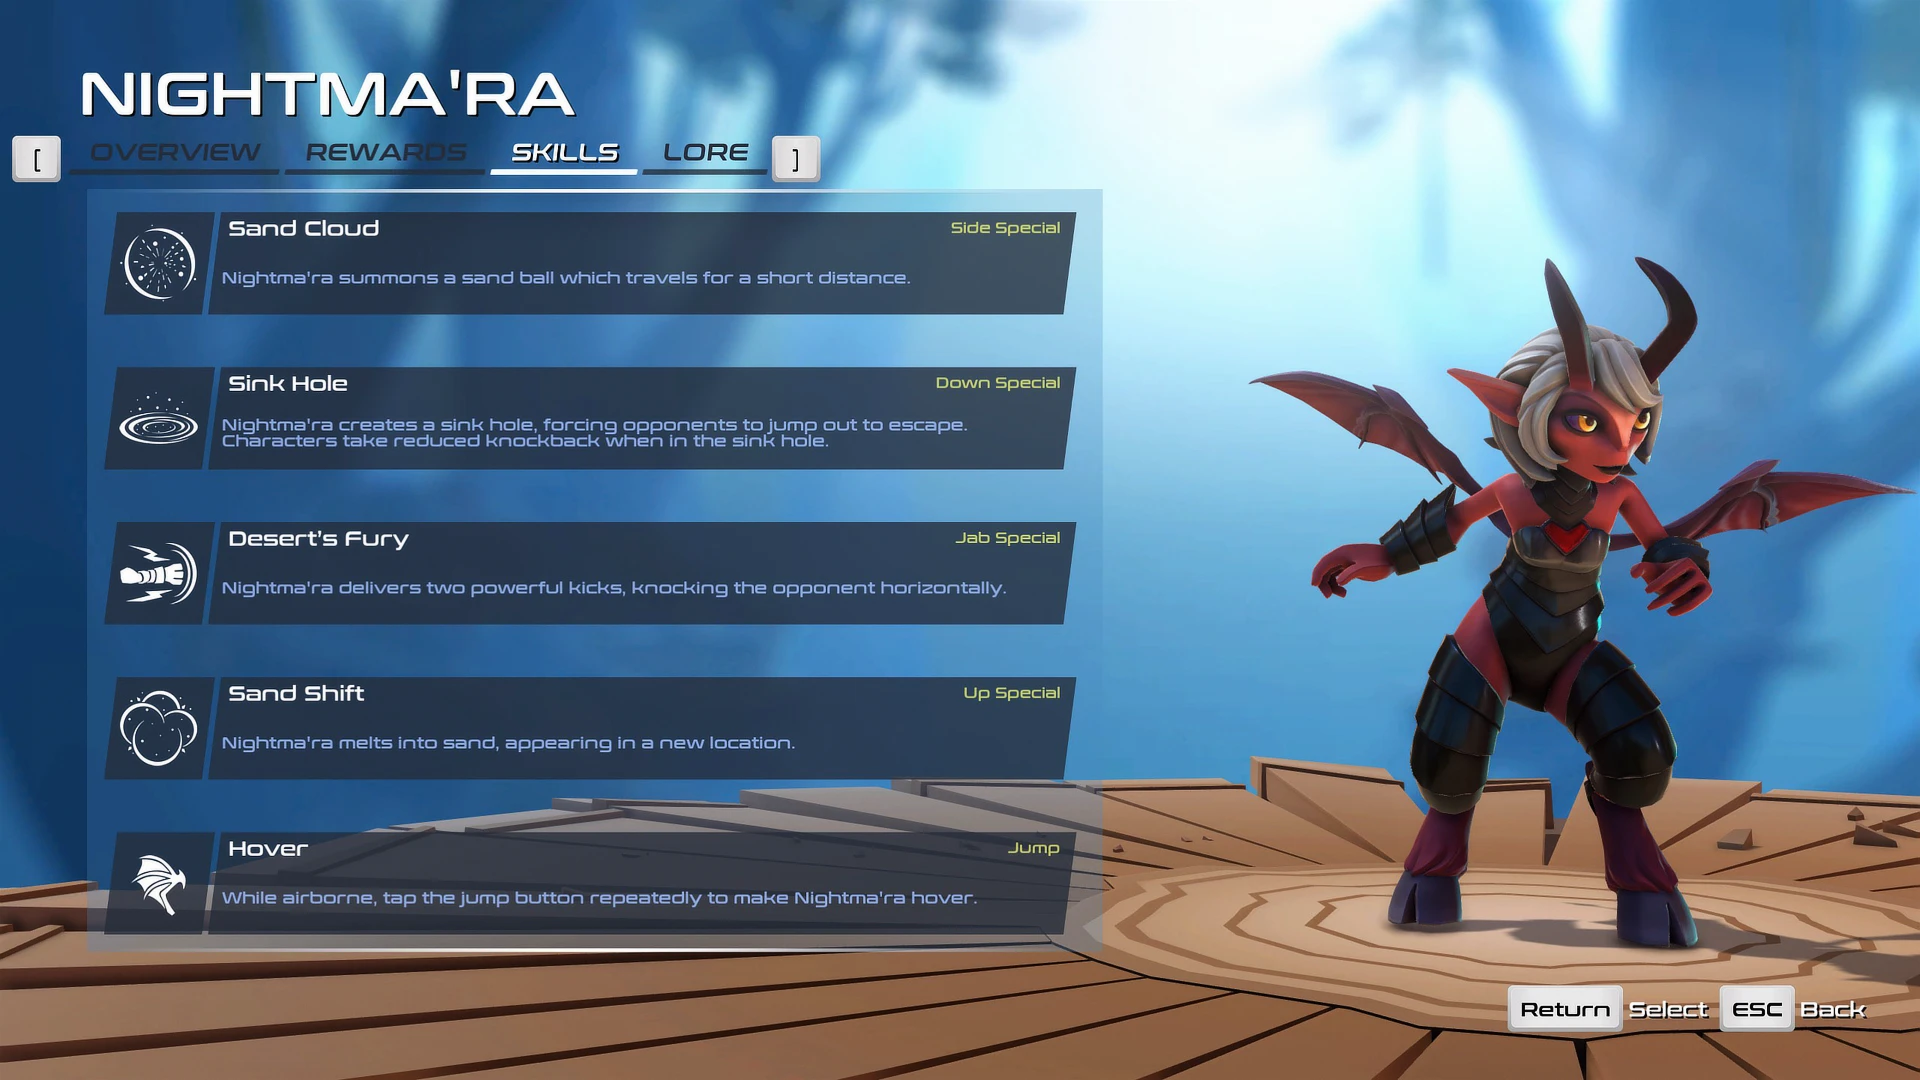 NIGHTMA'RA
[ OVERVIEW REWARDS SKILLS LORE ]
Sand Cloud Side Special
Nightma'ra summons a sand ball which travels for a short distance.
Sink Hole Down Special
Nightma'ra creates a sink hole, forcing opponents to jump out to escape.
Characters take reduced knockback when in the sink hole.
Desert's Fury Jab Special
Nightma'ra delivers two powerful kicks, knocking the opponent horizontally.
Sand Shift Up Special
Nightma'ra melts into sand, appearing in a new location.
Hover Jump
While airborne, tap the jump button repeatedly to make Nightma'ra hover.
Return Select ESC Back